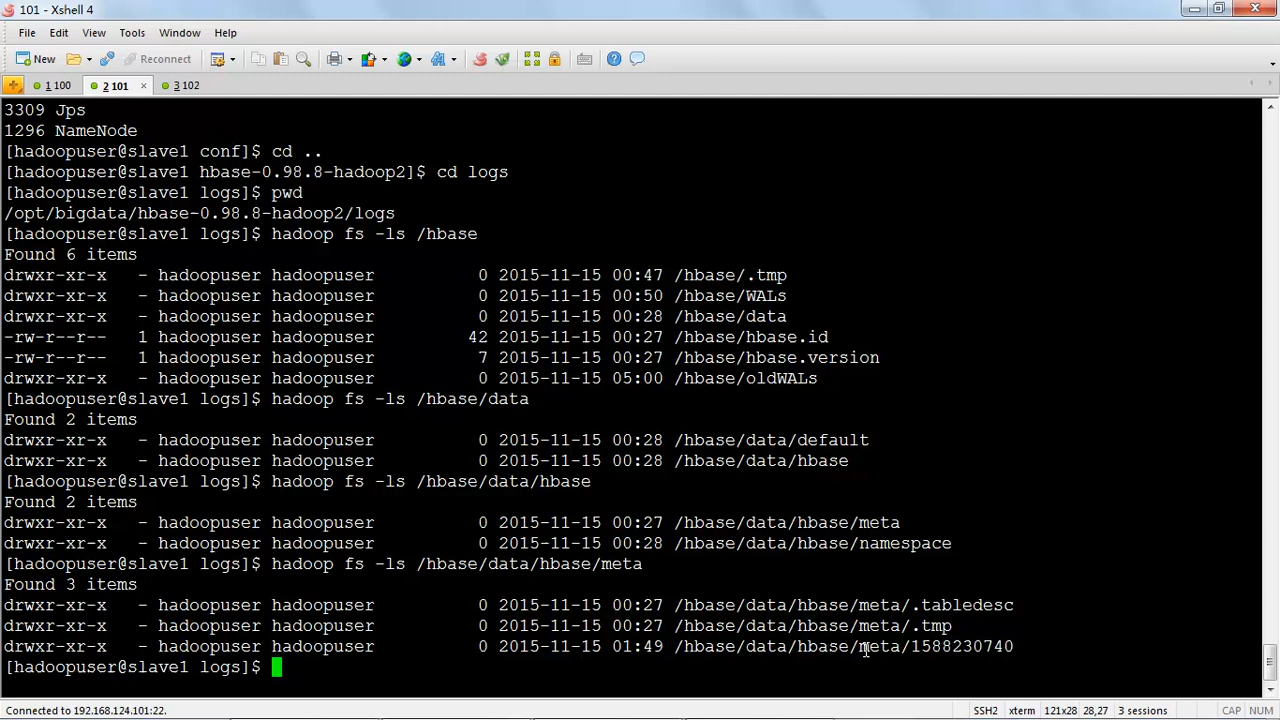 101 - Xshell 4
File Edit View Tools Window Help
New Reconnect
1 100 2 101 × 3 102
3309 Jps
1296 NameNode
[hadoopuser@slave1 conf]$ cd ..
[hadoopuser@slave1 hbase-0.98.8-hadoop2]$ cd logs
[hadoopuser@slave1 logs]$ pwd
/opt/bigdata/hbase-0.98.8-hadoop2/logs
[hadoopuser@slave1 logs]$ hadoop fs -ls /hbase
Found 6 items
drwxr-xr-x   - hadoopuser hadoopuser          0 2015-11-15 00:47 /hbase/.tmp
drwxr-xr-x   - hadoopuser hadoopuser          0 2015-11-15 00:50 /hbase/WALs
drwxr-xr-x   - hadoopuser hadoopuser          0 2015-11-15 00:28 /hbase/data
-rw-r--r--   1 hadoopuser hadoopuser         42 2015-11-15 00:27 /hbase/hbase.id
-rw-r--r--   1 hadoopuser hadoopuser          7 2015-11-15 00:27 /hbase/hbase.version
drwxr-xr-x   - hadoopuser hadoopuser          0 2015-11-15 05:00 /hbase/oldWALs
[hadoopuser@slave1 logs]$ hadoop fs -ls /hbase/data
Found 2 items
drwxr-xr-x   - hadoopuser hadoopuser          0 2015-11-15 00:28 /hbase/data/default
drwxr-xr-x   - hadoopuser hadoopuser          0 2015-11-15 00:28 /hbase/data/hbase
[hadoopuser@slave1 logs]$ hadoop fs -ls /hbase/data/hbase
Found 2 items
drwxr-xr-x   - hadoopuser hadoopuser          0 2015-11-15 00:27 /hbase/data/hbase/meta
drwxr-xr-x   - hadoopuser hadoopuser          0 2015-11-15 00:28 /hbase/data/hbase/namespace
[hadoopuser@slave1 logs]$ hadoop fs -ls /hbase/data/hbase/meta
Found 3 items
drwxr-xr-x   - hadoopuser hadoopuser          0 2015-11-15 00:27 /hbase/data/hbase/meta/.tabledesc
drwxr-xr-x   - hadoopuser hadoopuser          0 2015-11-15 00:27 /hbase/data/hbase/meta/.tmp
drwxr-xr-x   - hadoopuser hadoopuser          0 2015-11-15 01:49 /hbase/data/hbase/meta/1588230740
[hadoopuser@slave1 logs]$
Connected to 192.168.124.101:22. SSH2 xterm 121x28 28,27 3 sessions CAP NUM